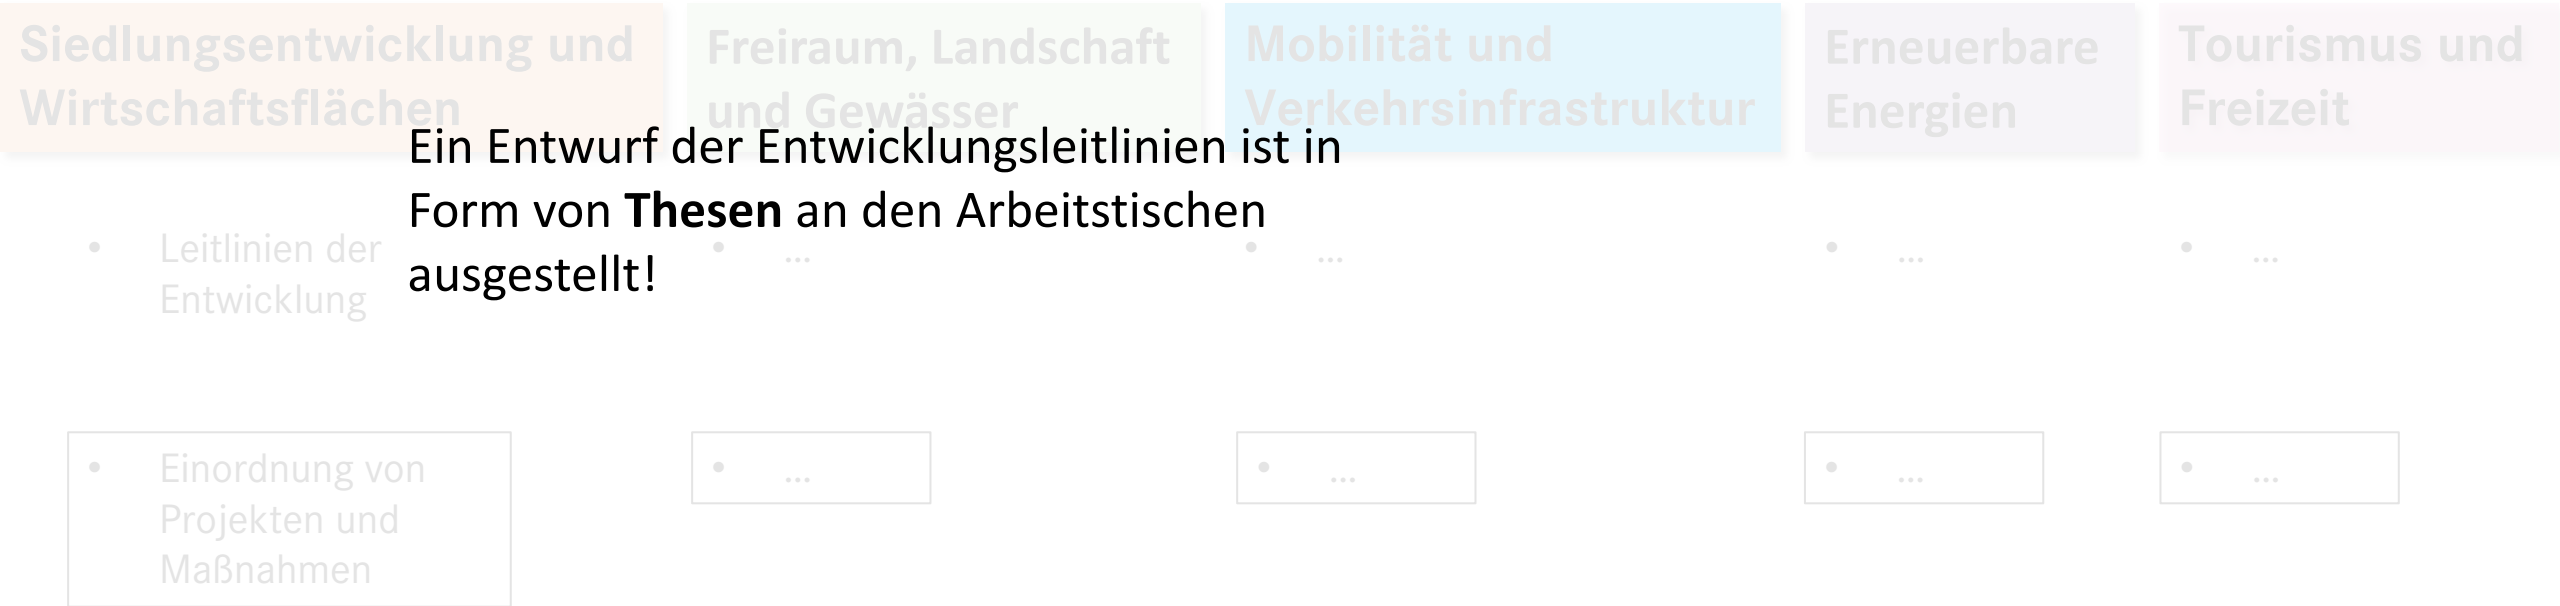 Siedlungsentwicklung und
Wirtschaftsflächen
Freiraum, Landschaft
und Gewässer
Mobilität und
Verkehrsinfrastruktur
Erneuerbare
Energien
Tourismus und
Freizeit
Ein Entwurf der Entwicklungsleitlinien ist in
Form von Thesen an den Arbeitstischen
ausgestellt!
• Leitlinien der
Entwicklung
• ...
• ...
• ...
• ...
• Einordnung von
Projekten und
Maßnahmen
• ...
• ...
• ...
• ...